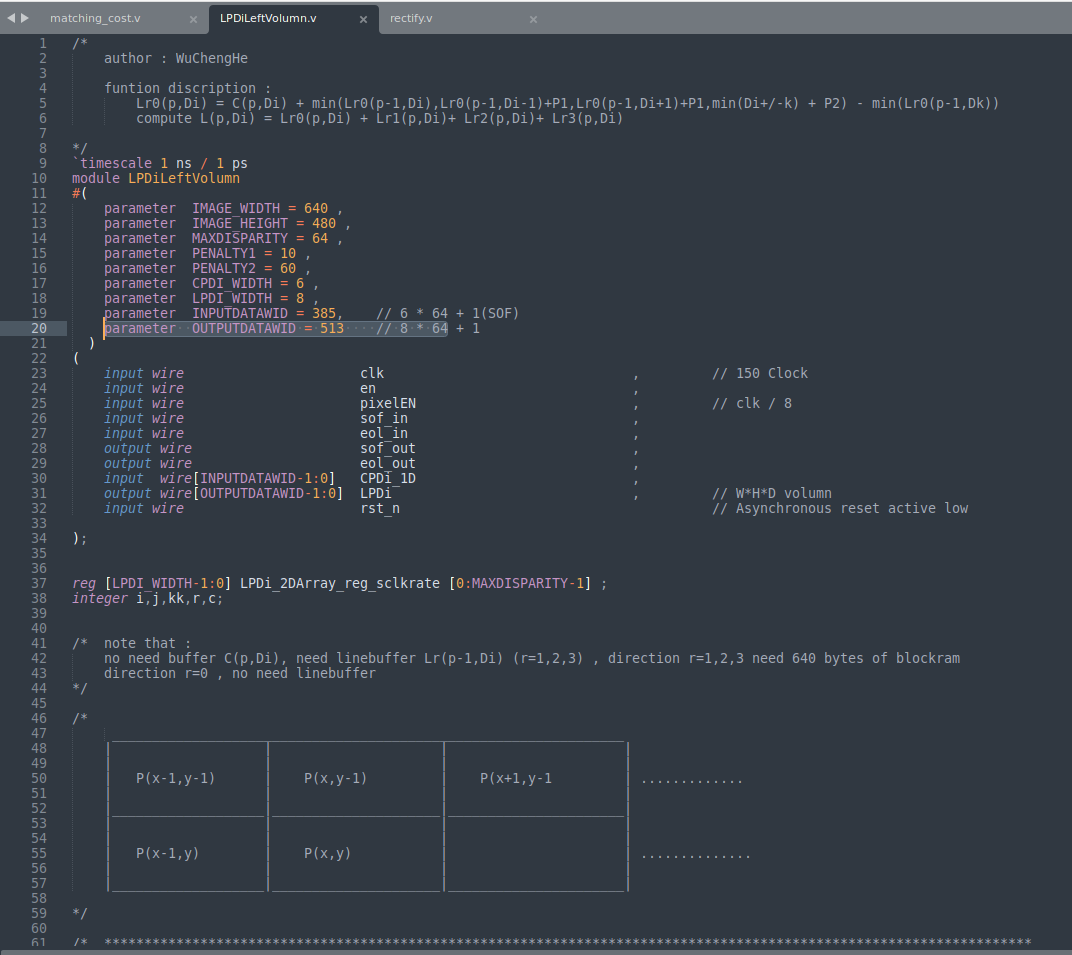 matching_cost.v × LPDiLeftVolumn.v × rectify.v ×
1 /*
2 author : WuChengHe
3
4 funtion discription :
5 Lr0(p,Di) = C(p,Di) + min(Lr0(p-1,Di),Lr0(p-1,Di-1)+P1,Lr0(p-1,Di+1)+P1,min(Di+/-k) + P2) - min(Lr0(p-1,Dk))
6 compute L(p,Di) = Lr0(p,Di) + Lr1(p,Di)+ Lr2(p,Di)+ Lr3(p,Di)
7
8 */
9 `timescale 1 ns / 1 ps
10 module LPDiLeftVolumn
11 #(
12 parameter IMAGE_WIDTH = 640 ,
13 parameter IMAGE_HEIGHT = 480 ,
14 parameter MAXDISPARITY = 64 ,
15 parameter PENALTY1 = 10 ,
16 parameter PENALTY2 = 60 ,
17 parameter CPDI_WIDTH = 6 ,
18 parameter LPDI_WIDTH = 8 ,
19 parameter INPUTDATAWID = 385, // 6 * 64 + 1(SOF)
20 parameter OUTPUTDATAWID = 513 // 8 * 64 + 1
21 )
22 (
23 input wire clk , // 150 Clock
24 input wire en ,
25 input wire pixelEN , // clk / 8
26 input wire sof_in ,
27 input wire eol_in ,
28 output wire sof_out ,
29 output wire eol_out ,
30 input wire[INPUTDATAWID-1:0] CPDi_1D ,
31 output wire[OUTPUTDATAWID-1:0] LPDi , // W*H*D volumn
32 input wire rst_n // Asynchronous reset active low
33
34 );
35
36
37 reg [LPDI_WIDTH-1:0] LPDi_2DArray_reg_sclkrate [0:MAXDISPARITY-1] ;
38 integer i,j,kk,r,c;
39
40
41 /* note that :
42 no need buffer C(p,Di), need linebuffer Lr(p-1,Di) (r=1,2,3) , direction r=1,2,3 need 640 bytes of blockram
43 direction r=0 , no need linebuffer
44 */
45
46 /*
47
48
49
50 P(x-1,y-1) P(x,y-1) P(x+1,y-1 .............
51
52
53
54
55 P(x-1,y) P(x,y) ..............
56
57
58
59 */
60
61 /* ********************************************************************************************************************